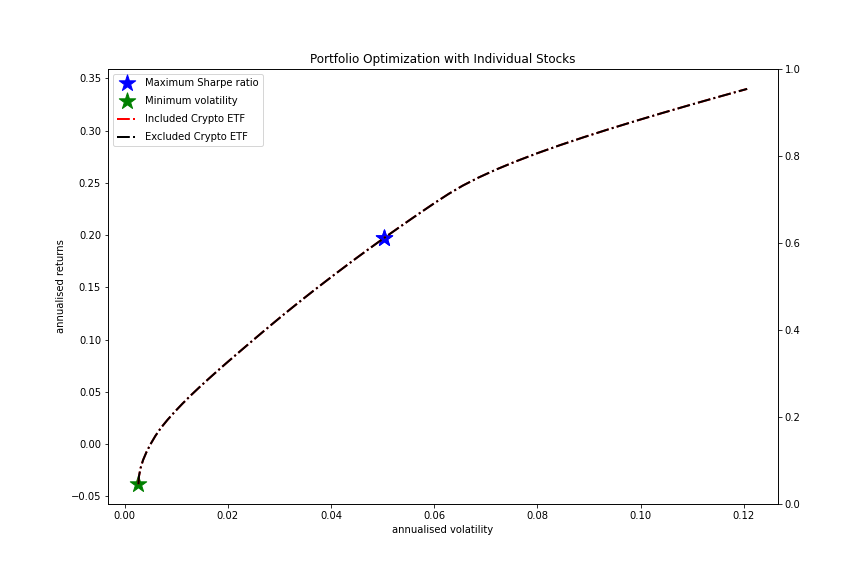 Portfolio Optimization with Individual Stocks
Maximum Sharpe ratio
Minimum volatility
Included Crypto ETF
Excluded Crypto ETF
0.35
0.30
0.25
0.20
0.15
0.10
0.05
0.00
−0.05
annualised returns
1.0
0.8
0.6
0.4
0.2
0.0
0.00 0.02 0.04 0.06 0.08 0.10 0.12
annualised volatility